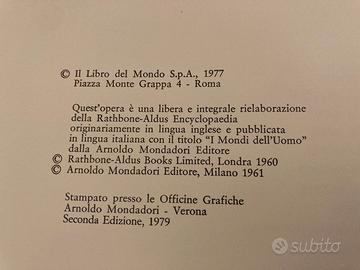 © Il Libro del Mondo S.p.A., 1977
Piazza Monte Grappa 4 - Roma
Quest'opera è una libera e integrale rielaborazione
della Rathbone-Aldus Encyclopaedia
originariamente in lingua inglese e pubblicata
in lingua italiana con il titolo "I Mondi dell'Uomo"
dalla Arnoldo Mondadori Editore
© Rathbone-Aldus Books Limited, Londra 1960
© Arnoldo Mondadori Editore, Milano 1961
Stampato presso le Officine Grafiche
Arnoldo Mondadori - Verona
Seconda Edizione, 1979
subito